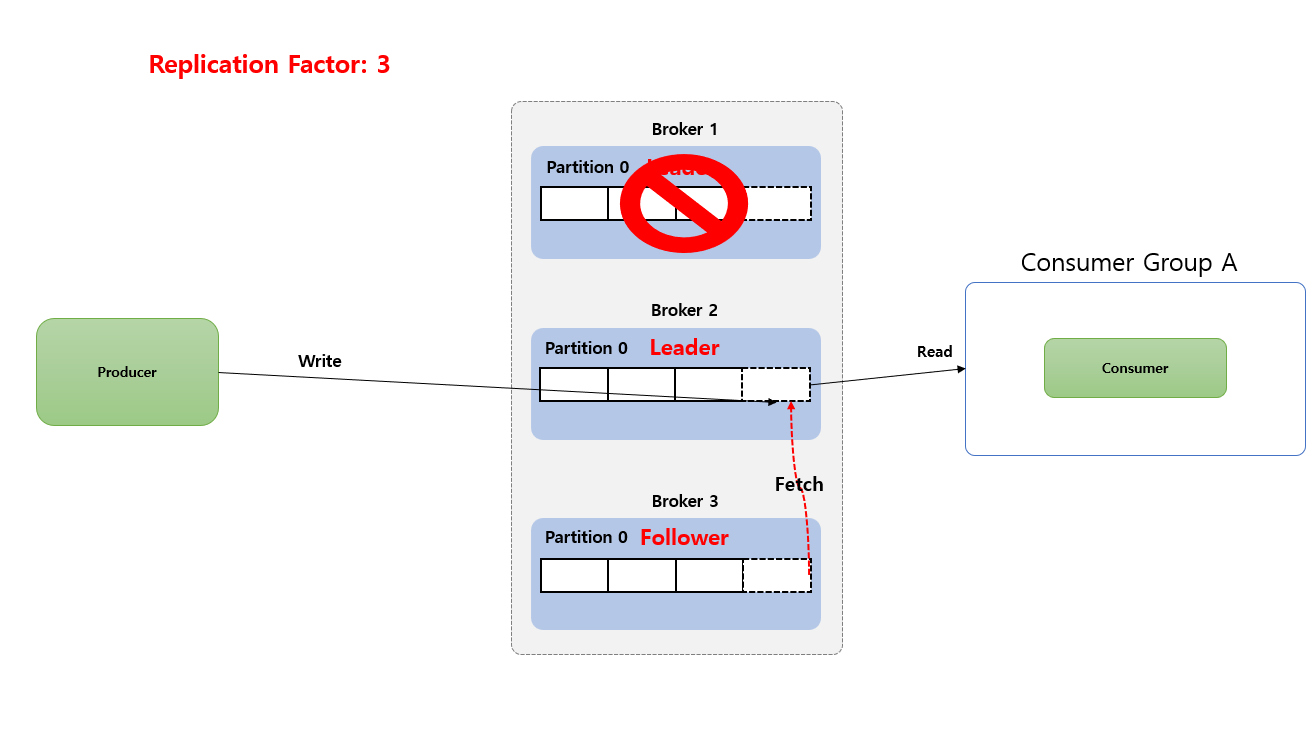 Replication Factor: 3
Broker 1
Partition 0
Broker 2
Partition 0 Leader
Write
Producer
Read
Consumer Group A
Consumer
Fetch
Broker 3
Partition 0 Follower